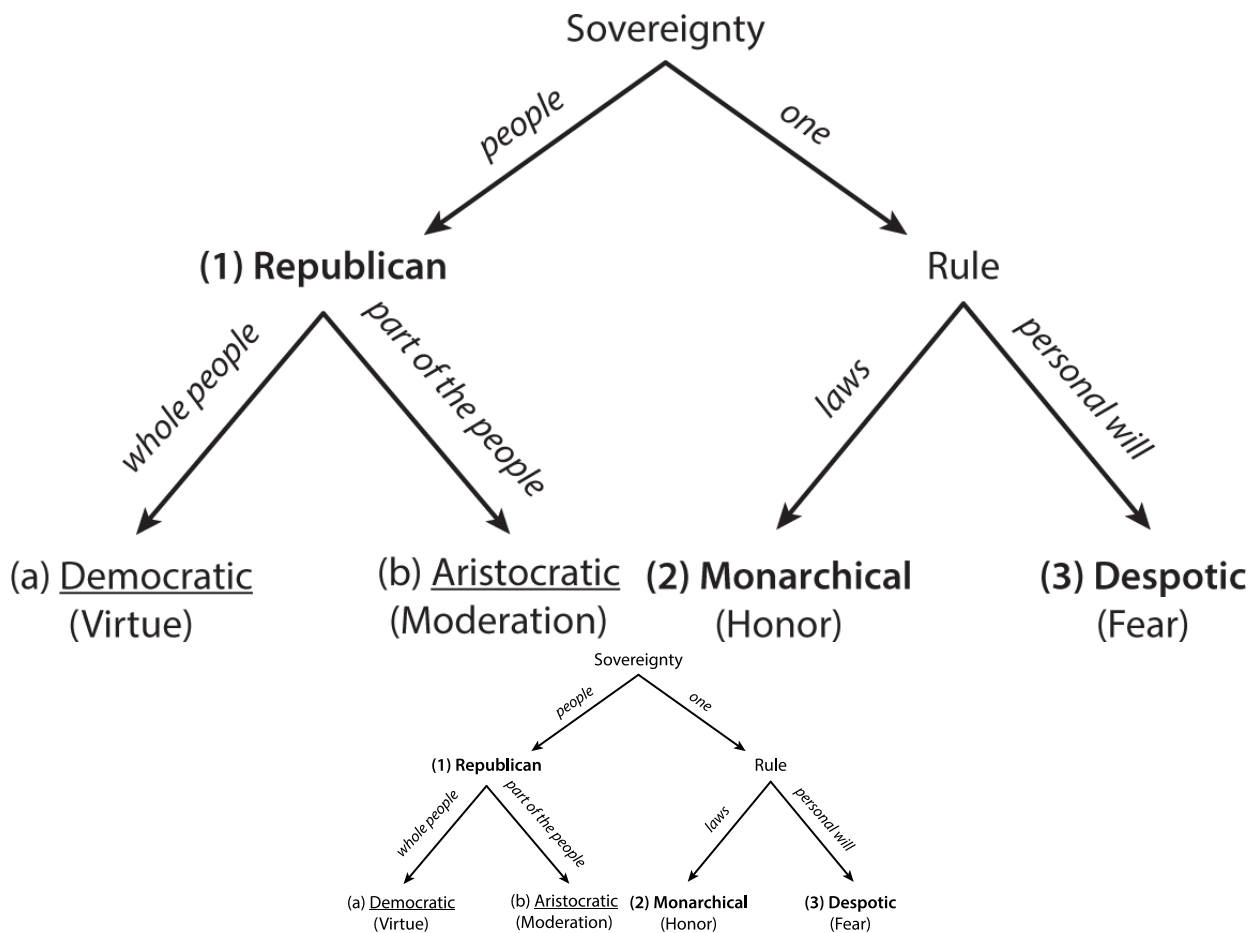 Sovereignty
people
one
(1) Republican
Rule
whole people
part of the people
laws
personal will
(a) Democratic
(Virtue)
(b) Aristocratic
(Moderation)
(2) Monarchical
(Honor)
(3) Despotic
(Fear)
Sovereignty
people
one
(1) Republican
Rule
whole people
part of the people
laws
personal will
(a) Democratic
(Virtue)
(b) Aristocratic
(Moderation)
(2) Monarchical
(Honor)
(3) Despotic
(Fear)